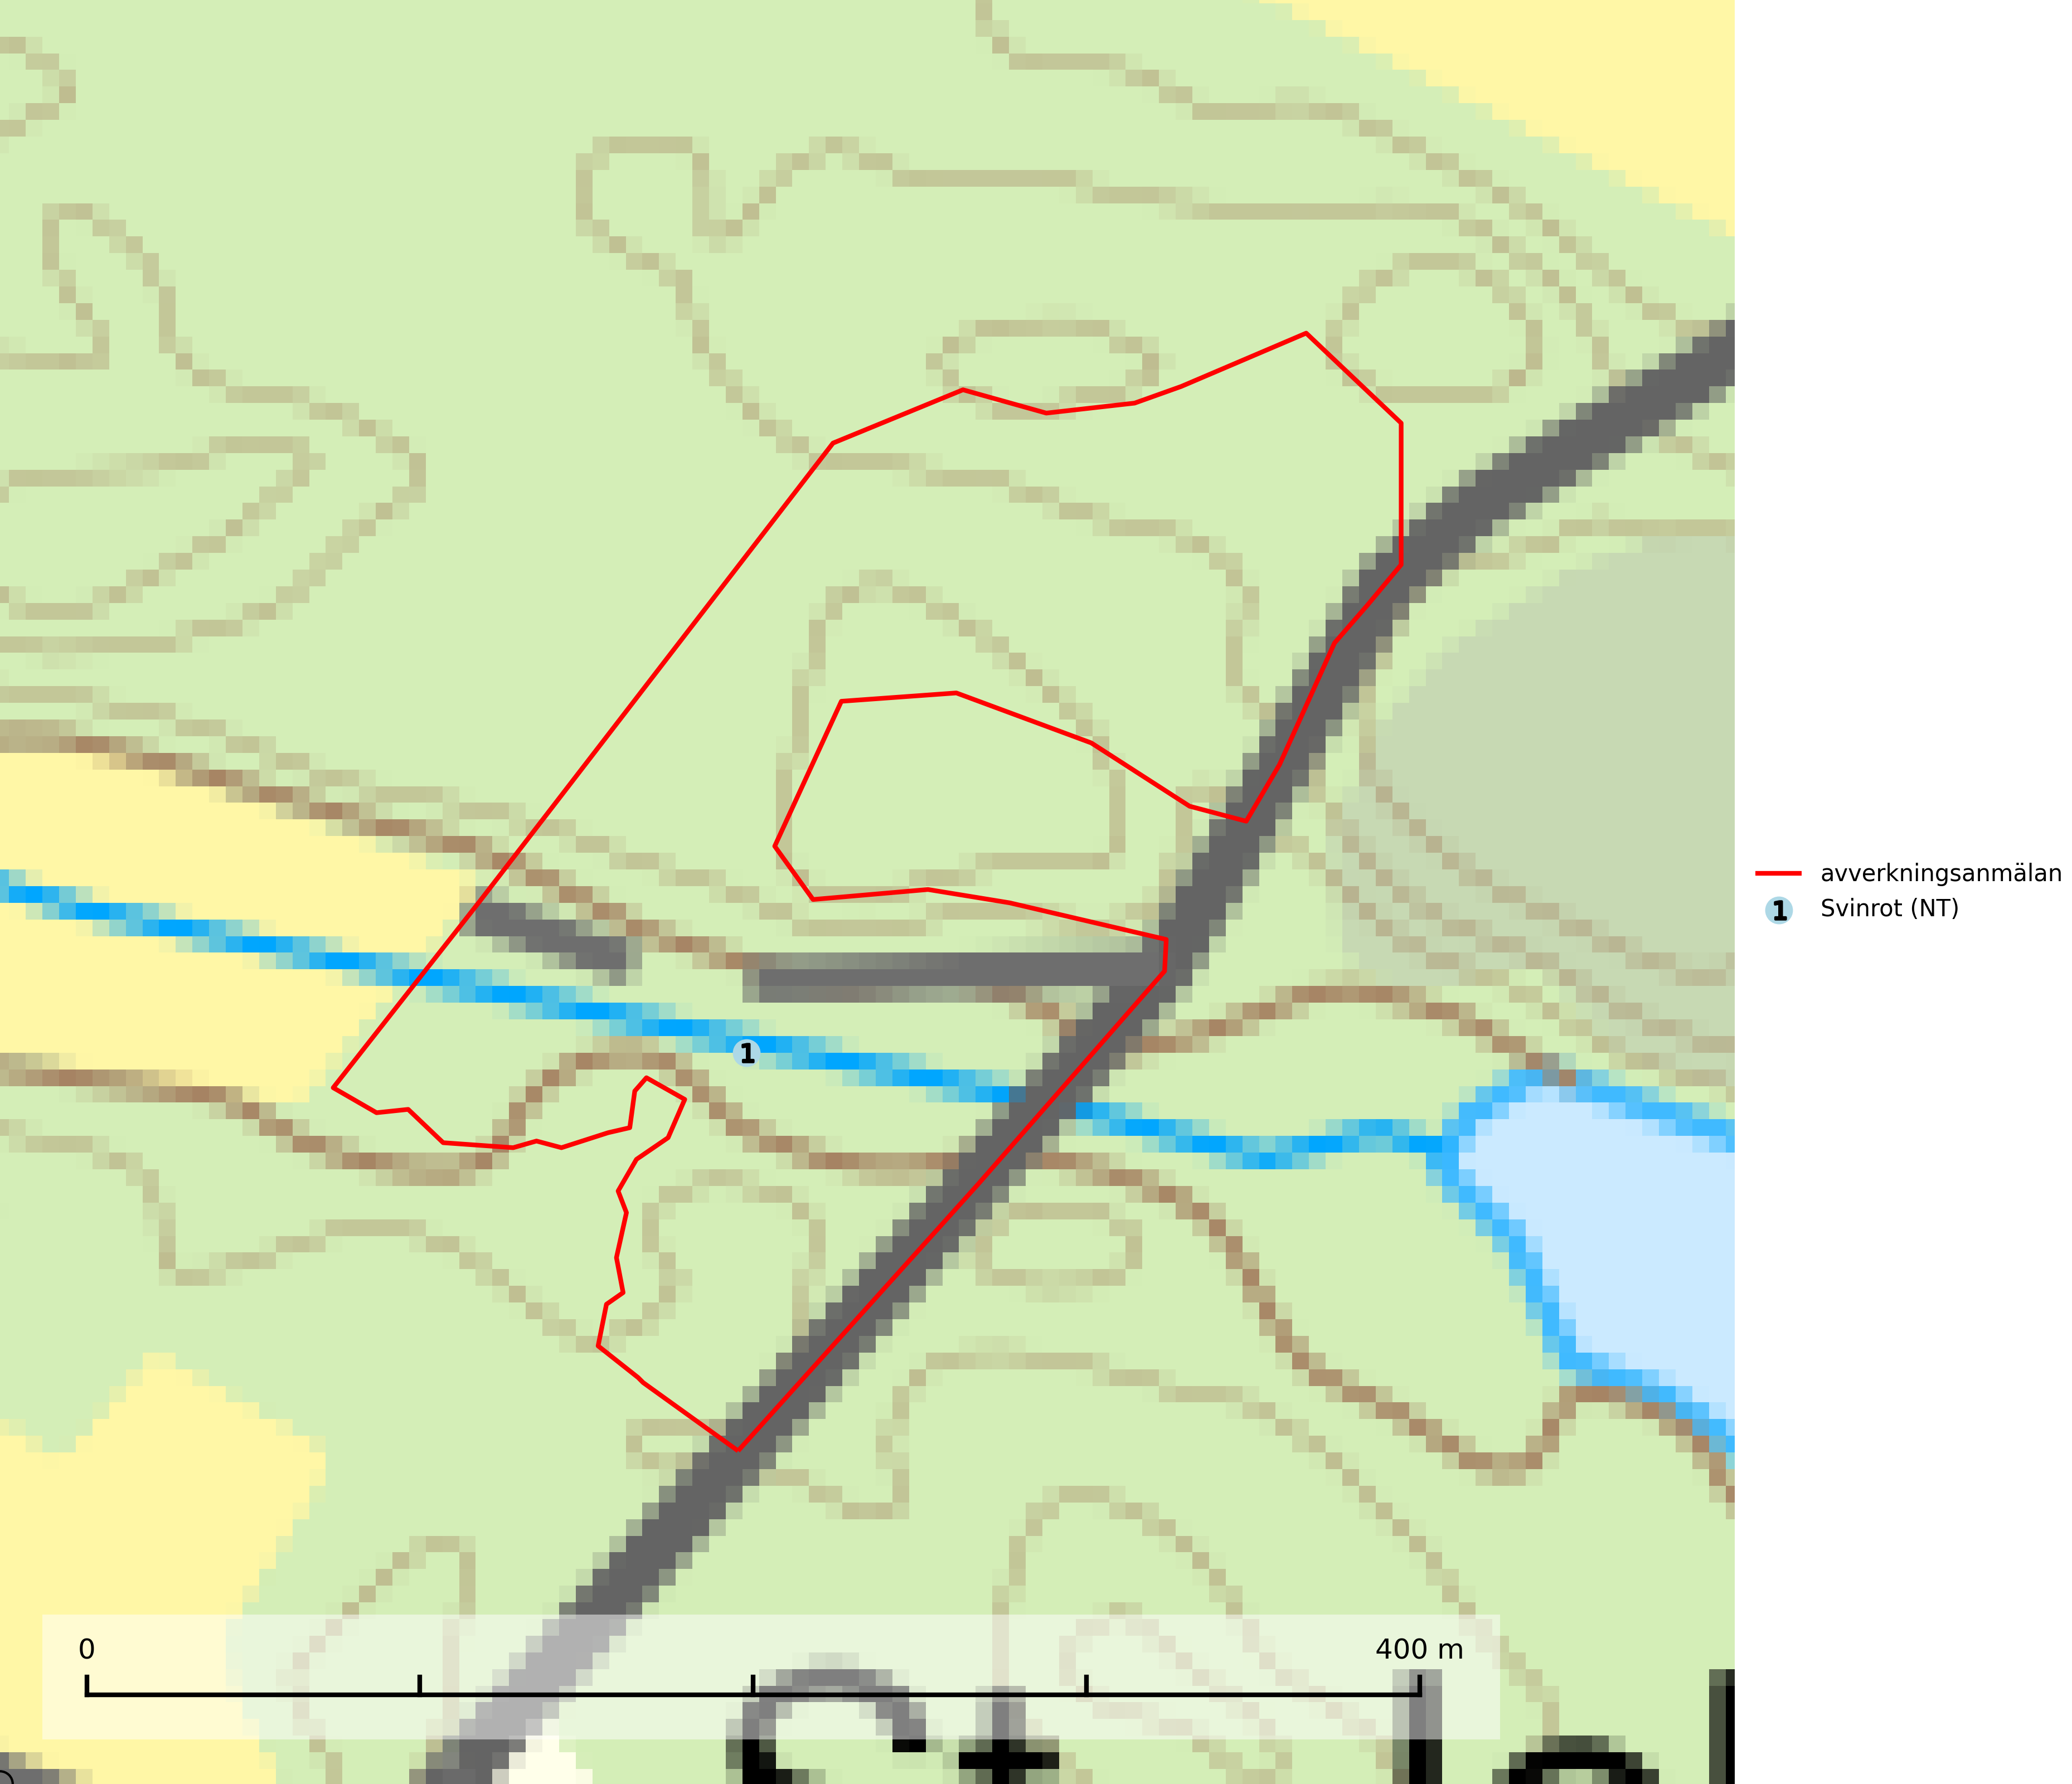 avverkningsanmälan
1 Svinrot (NT)
1
0 400 m